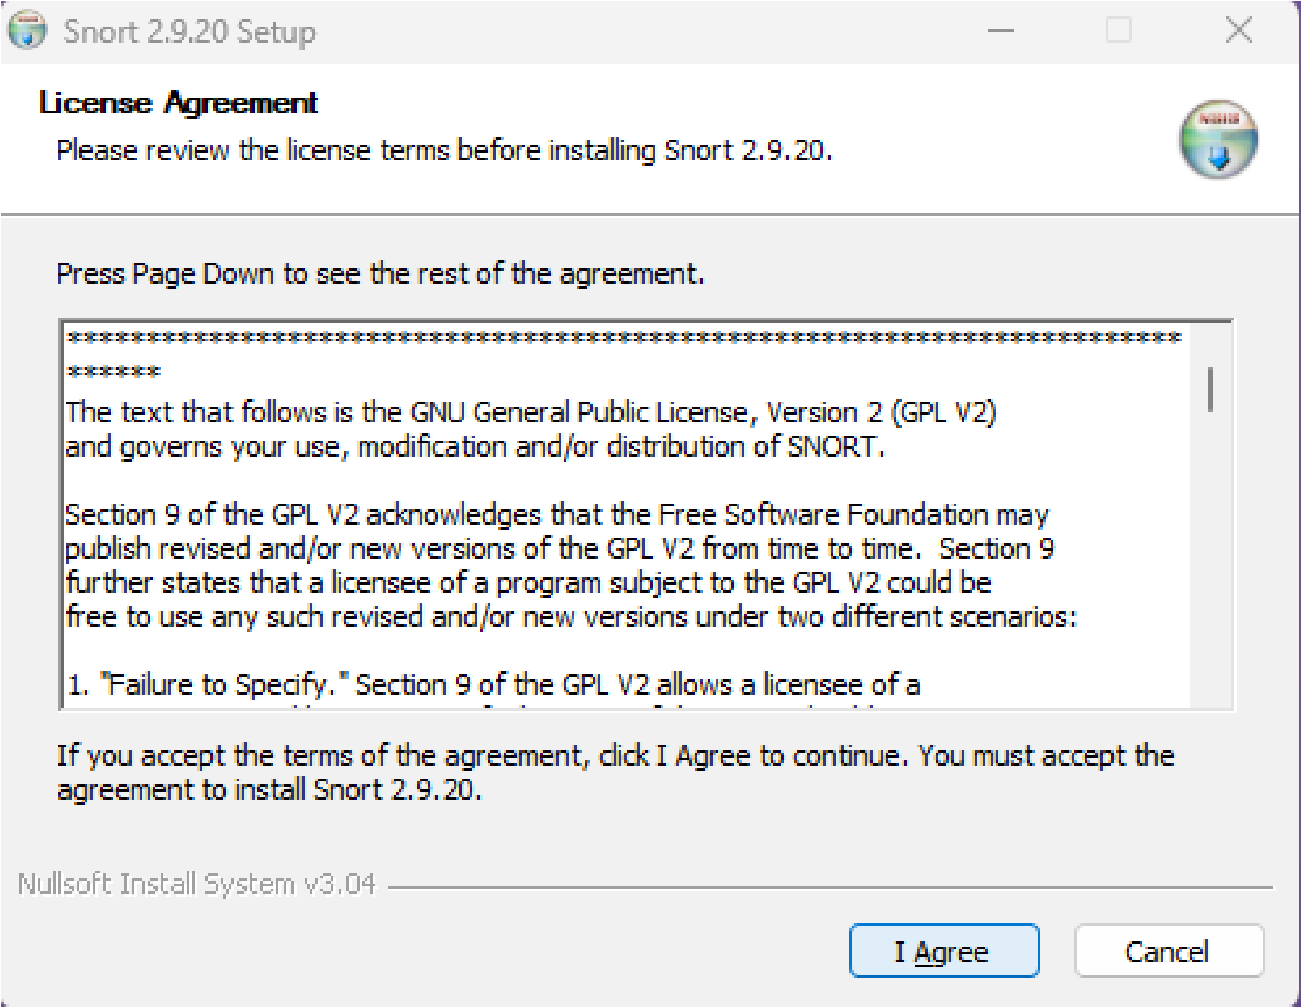 Snort 2.9.20 Setup
License Agreement
Please review the license terms before installing Snort 2.9.20.
Press Page Down to see the rest of the agreement.
***********************************************************************
******
The text that follows is the GNU General Public License, Version 2 (GPL V2)
and governs your use, modification and/or distribution of SNORT.
Section 9 of the GPL V2 acknowledges that the Free Software Foundation may
publish revised and/or new versions of the GPL V2 from time to time.  Section 9
further states that a licensee of a program subject to the GPL V2 could be
free to use any such revised and/or new versions under two different scenarios:
1. "Failure to Specify." Section 9 of the GPL V2 allows a licensee of a
If you accept the terms of the agreement, click I Agree to continue. You must accept the
agreement to install Snort 2.9.20.
Nullsoft Install System v3.04
I Agree
Cancel